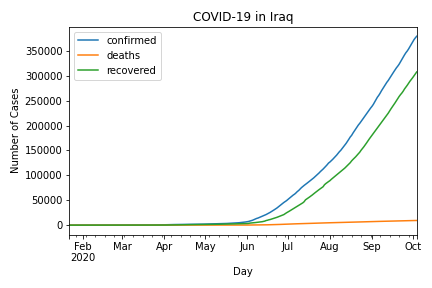 COVID-19 in Iraq
confirmed
deaths
recovered
Number of Cases
350000
300000
250000
200000
150000
100000
50000
0
Feb Mar Apr May Jun Jul Aug Sep Oct
2020
Day